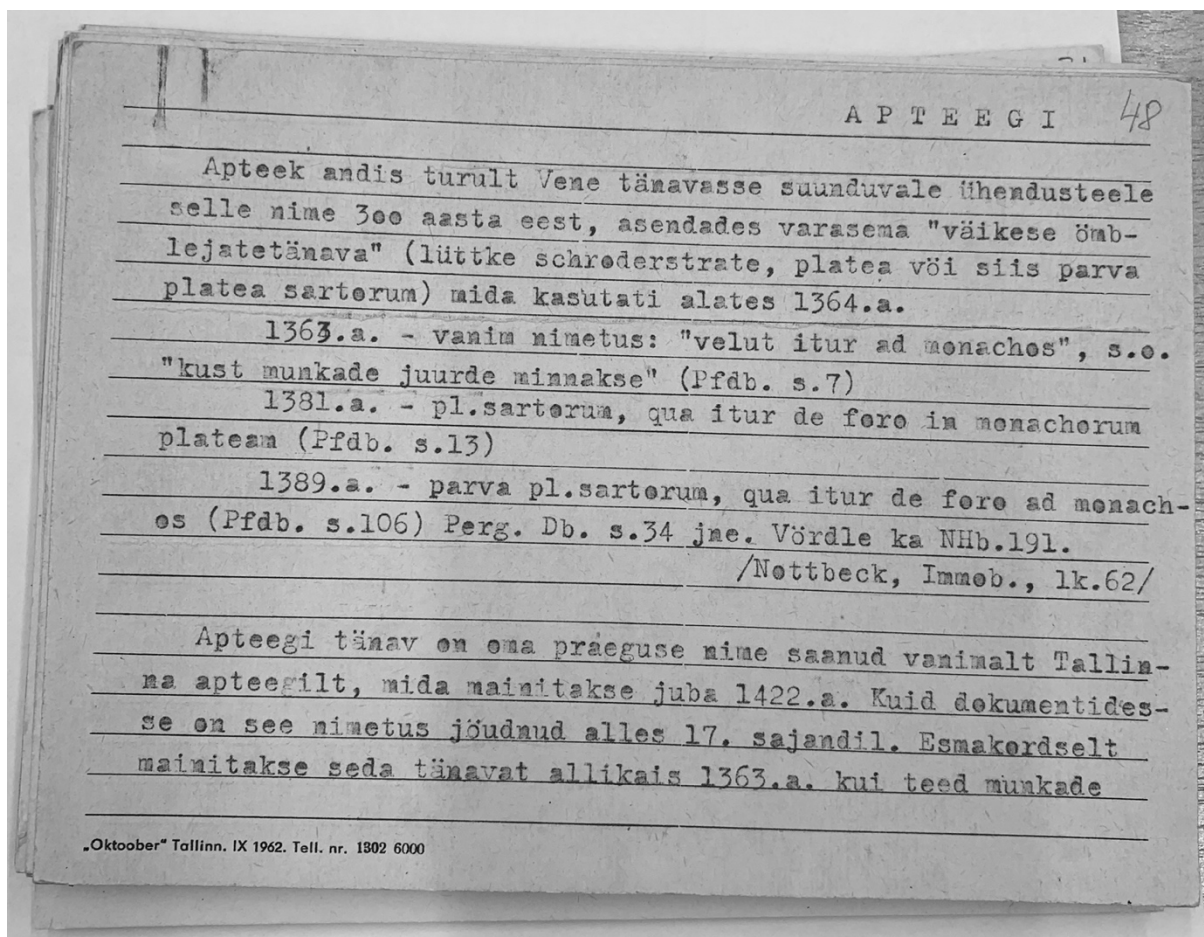 APTEEGI 48
Apteek andis turult Vene tänavasse suunduvale ühendusteele
selle nime 300 aasta eest, asendades varasema "väikese ömb-
lejatetänava" (lüttke schroderstrate, platea vöi siis parva
platea sartorum) mida kasutati alates 1364.a.
1363.a. - vanim nimetus: "velut itur ad monachos", s.o.
"kust munkade juurde minnakse" (Pfdb. s.7)
1381.a. - pl.sartorum, qua itur de foro in monachorum
plateam (Pfdb. s.13)
1389.a. - parva pl.sartorum, qua itur de foro ad monach-
os (Pfdb. s.106) Perg. Db. s.34 jne. Vördle ka NHb.191.
/Nottbeck, Immob., lk.62/
Apteegi tänav on oma praeguse nime saanud vanimalt Tallin-
na apteegilt, mida mainitakse juba 1422.a. Kuid dokumentides-
se on see nimetus jöudnud alles 17. sajandil. Esmakordselt
mainitakse seda tänavat allikais 1363.a. kui teed munkade
„Oktoober" Tallinn. IX 1962. Tell. nr. 1302 6000